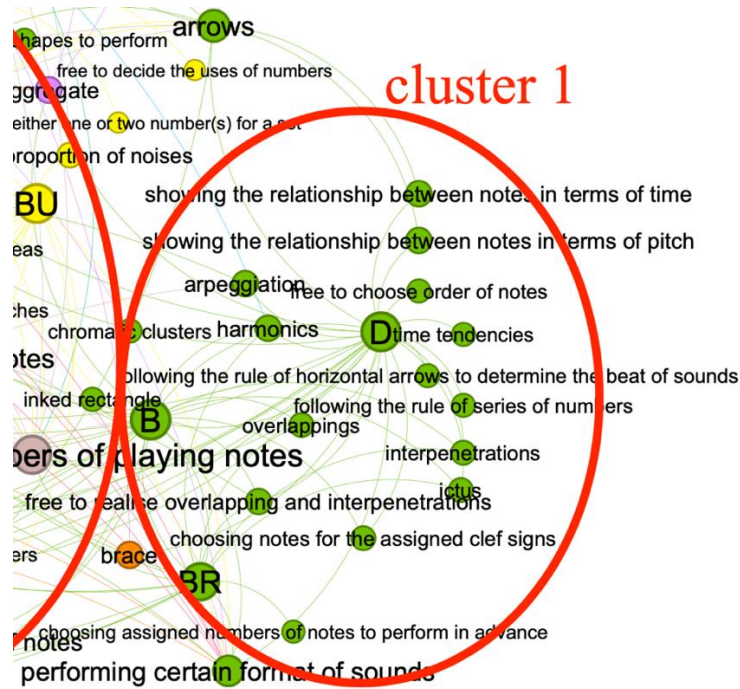 arrows
hapes to perform
free to decide the uses of numbers
cluster 1
ggregate
either one or two number(s) for a set
proportion of noises
BU
showing the relationship between notes in terms of time
eas
showing the relationship between notes in terms of pitch
arpeggiation
free to choose order of notes
ches
chromatic clusters
harmonics
D
time tendencies
otes
ollowing the rule of horizontal arrows to determine the beat of sounds
inked rectangle
following the rule of series of numbers
B
overlappings
bers of playing notes
interpenetrations
ictus
free to realise overlapping and interpenetrations
choosing notes for the assigned clef signs
ers
brace
BR
choosing assigned numbers of notes to perform in advance
notes
performing certain format of sounds